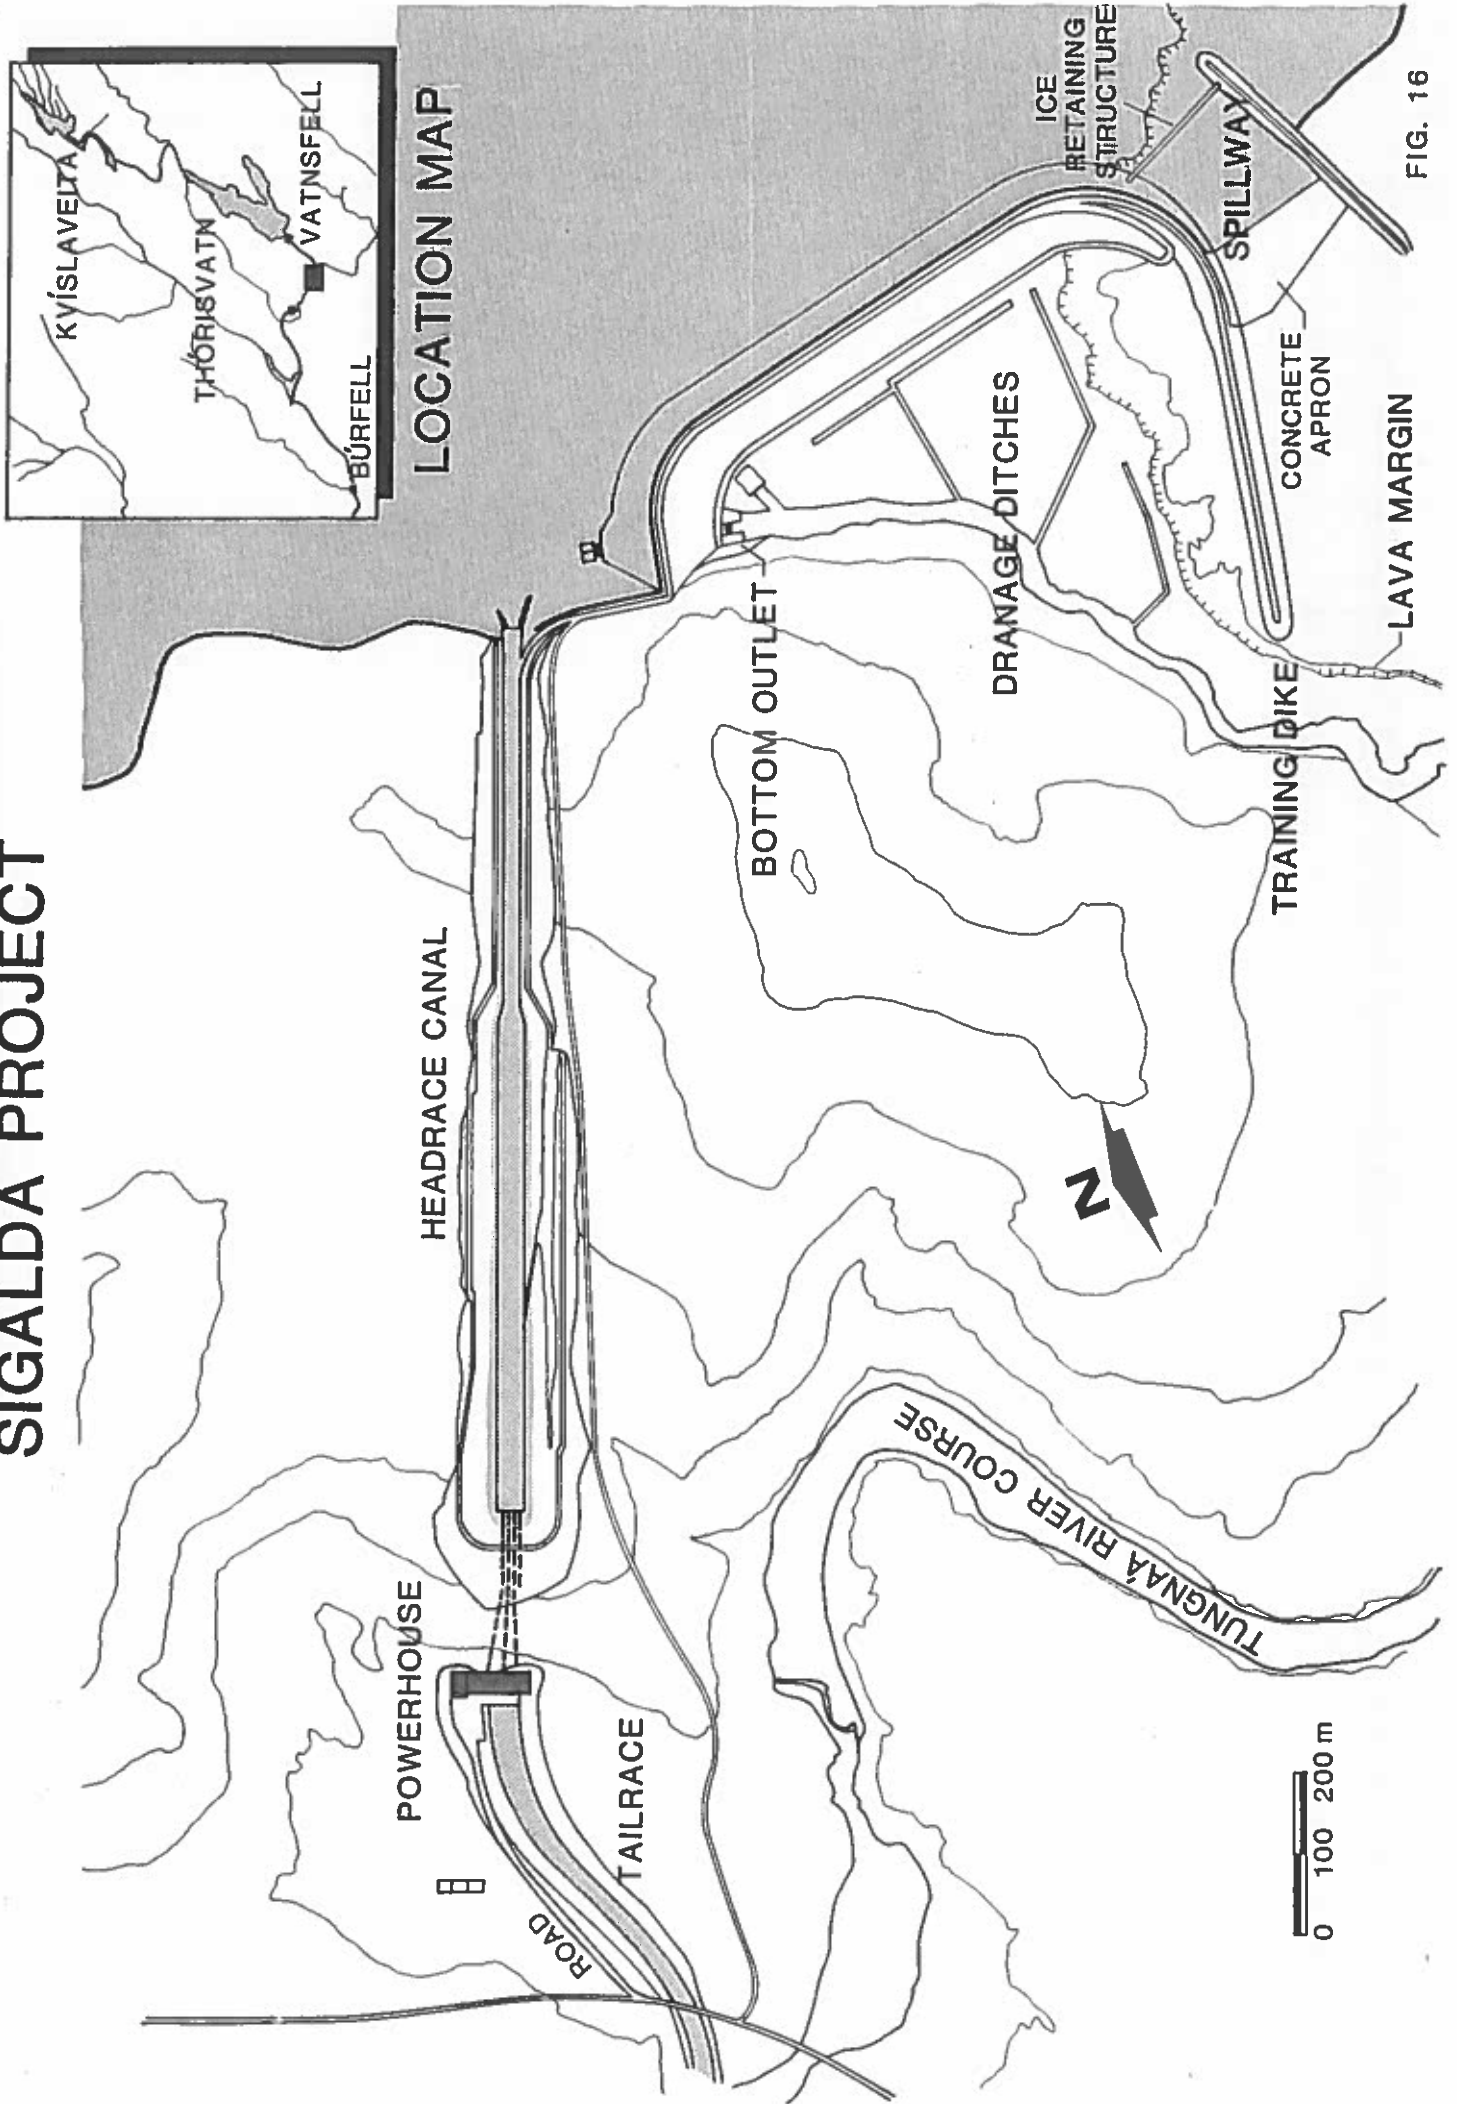 SIGALDA PROJECT
KVÍSLAVEITA
THÓRISVATN
VATNSFELL
BÚRFELL
LOCATION MAP
ICE
RETAINING
STRUCTURE
SPILLWAY
FIG. 16
CONCRETE
APRON
LAVA MARGIN
DRANAGE DITCHES
BOTTOM OUTLET
TRAINING DIKE
HEADRACE CANAL
N
POWERHOUSE
TAILRACE
ROAD
TUNGNAÁ RIVER COURSE
0 100 200 m